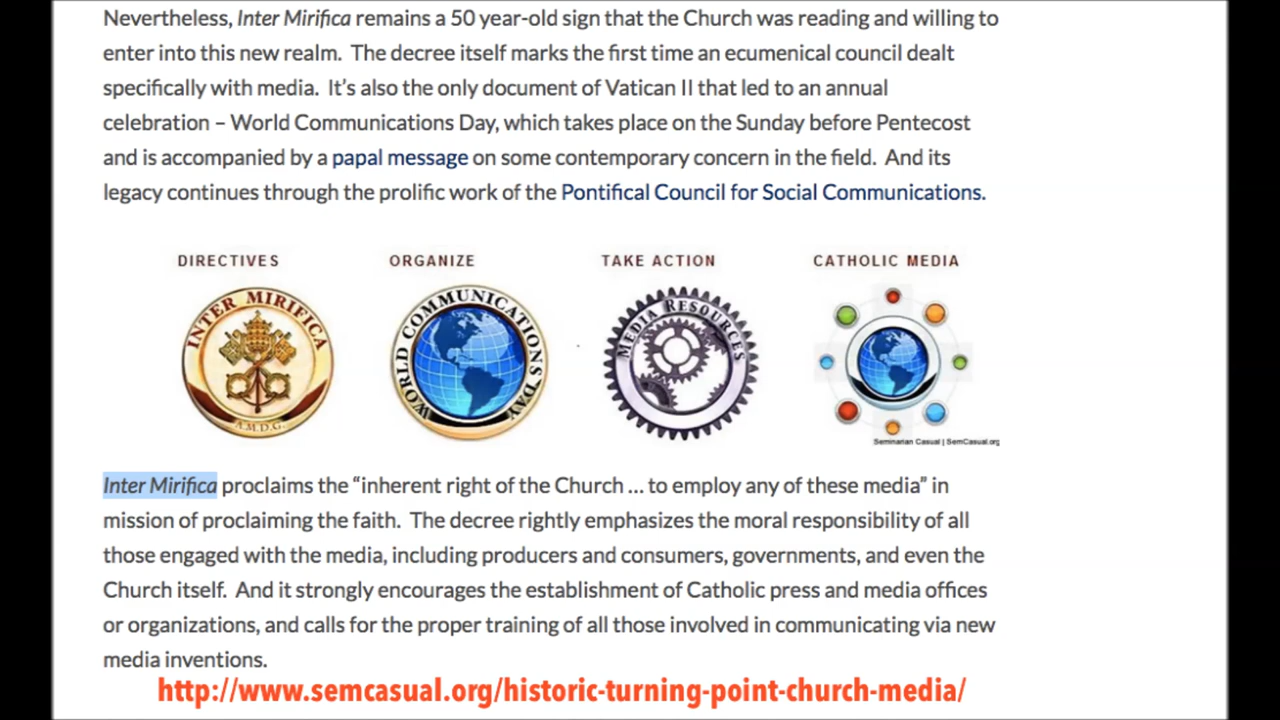 Nevertheless, Inter Mirifica remains a 50 year-old sign that the Church was reading and willing to
enter into this new realm. The decree itself marks the first time an ecumenical council dealt
specifically with media. It's also the only document of Vatican II that led to an annual
celebration – World Communications Day, which takes place on the Sunday before Pentecost
and is accompanied by a papal message on some contemporary concern in the field. And its
legacy continues through the prolific work of the Pontifical Council for Social Communications.
DIRECTIVES ORGANIZE TAKE ACTION CATHOLIC MEDIA
INTER MIRIFICA
A.M.D.G.
WORLD COMMUNICATIONS DAY
MEDIA RESOURCES
Seminarian Casual | SemCasual.org
Inter Mirifica proclaims the “inherent right of the Church ... to employ any of these media” in
mission of proclaiming the faith. The decree rightly emphasizes the moral responsibility of all
those engaged with the media, including producers and consumers, governments, and even the
Church itself. And it strongly encourages the establishment of Catholic press and media offices
or organizations, and calls for the proper training of all those involved in communicating via new
media inventions.
http://www.semcasual.org/historic-turning-point-church-media/